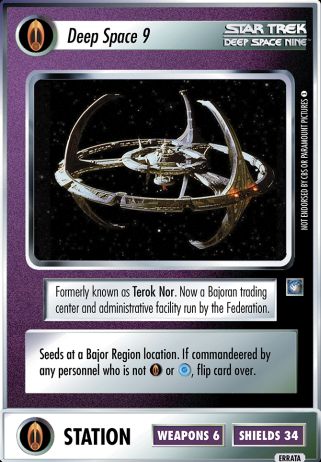 Deep Space 9
STAR TREK
DEEP SPACE NINE
NOT ENDORSED BY CBS OR PARAMOUNT PICTURES
Formerly known as Terok Nor. Now a Bajoran trading
center and administrative facility run by the Federation.
Seeds at a Bajor Region location. If commandeered by
any personnel who is not or , flip card over.
STATION
WEAPONS 6
SHIELDS 34
ERRATA